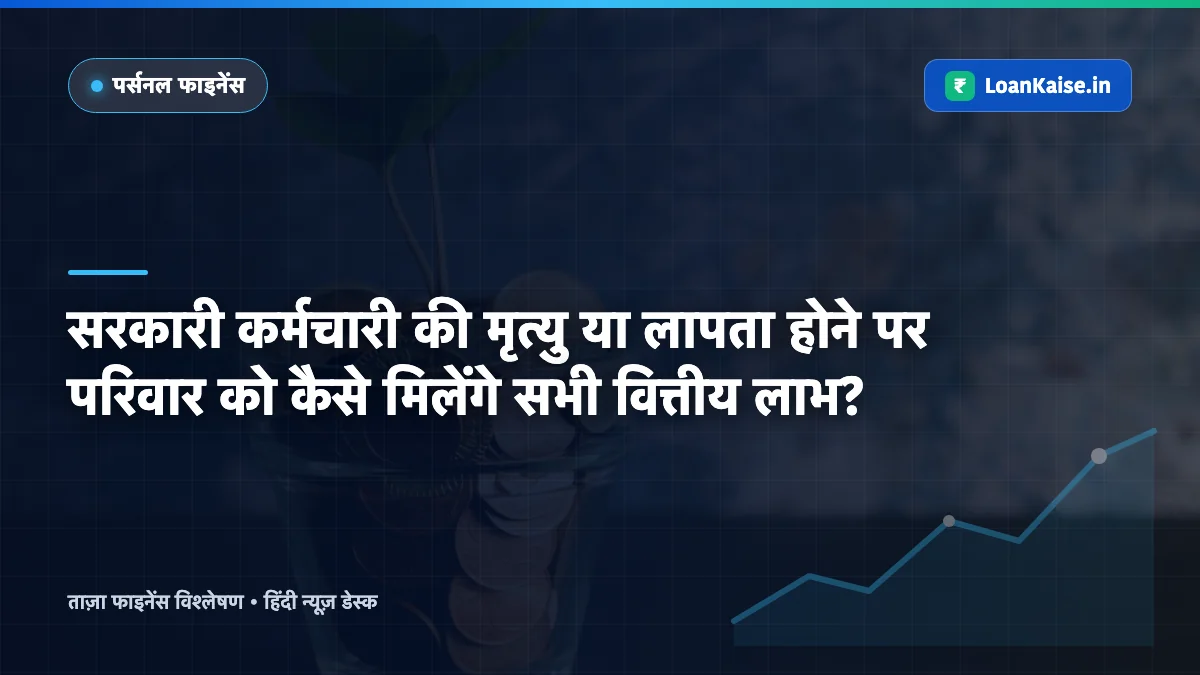 पर्सनल फाइनेंस
₹ LoanKaise.in
सरकारी कर्मचारी की मृत्यु या लापता होने पर
परिवार को कैसे मिलेंगे सभी वित्तीय लाभ?
ताज़ा फाइनेंस विश्लेषण • हिंदी न्यूज़ डेस्क